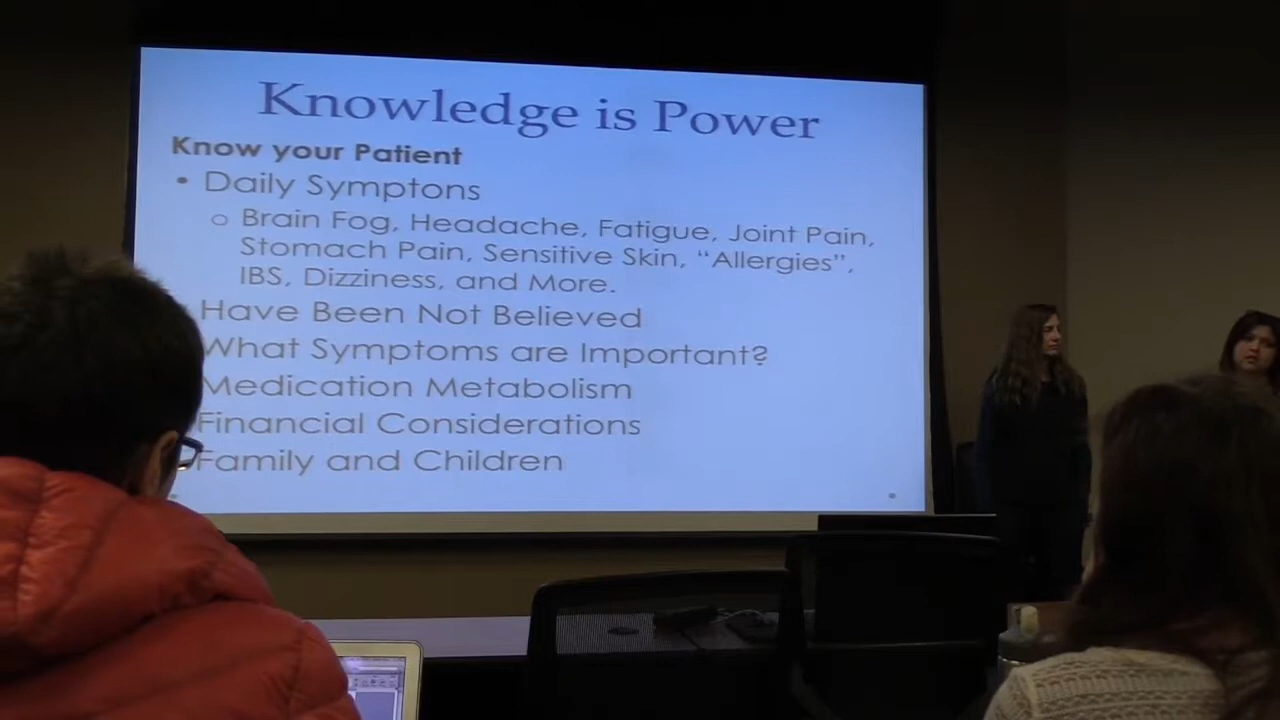 Knowledge is Power
Know your Patient
• Daily Symptons
o Brain Fog, Headache, Fatigue, Joint Pain,
Stomach Pain, Sensitive Skin, “Allergies”,
IBS, Dizziness, and More.
Have Been Not Believed
What Symptoms are Important?
Medication Metabolism
Financial Considerations
Family and Children